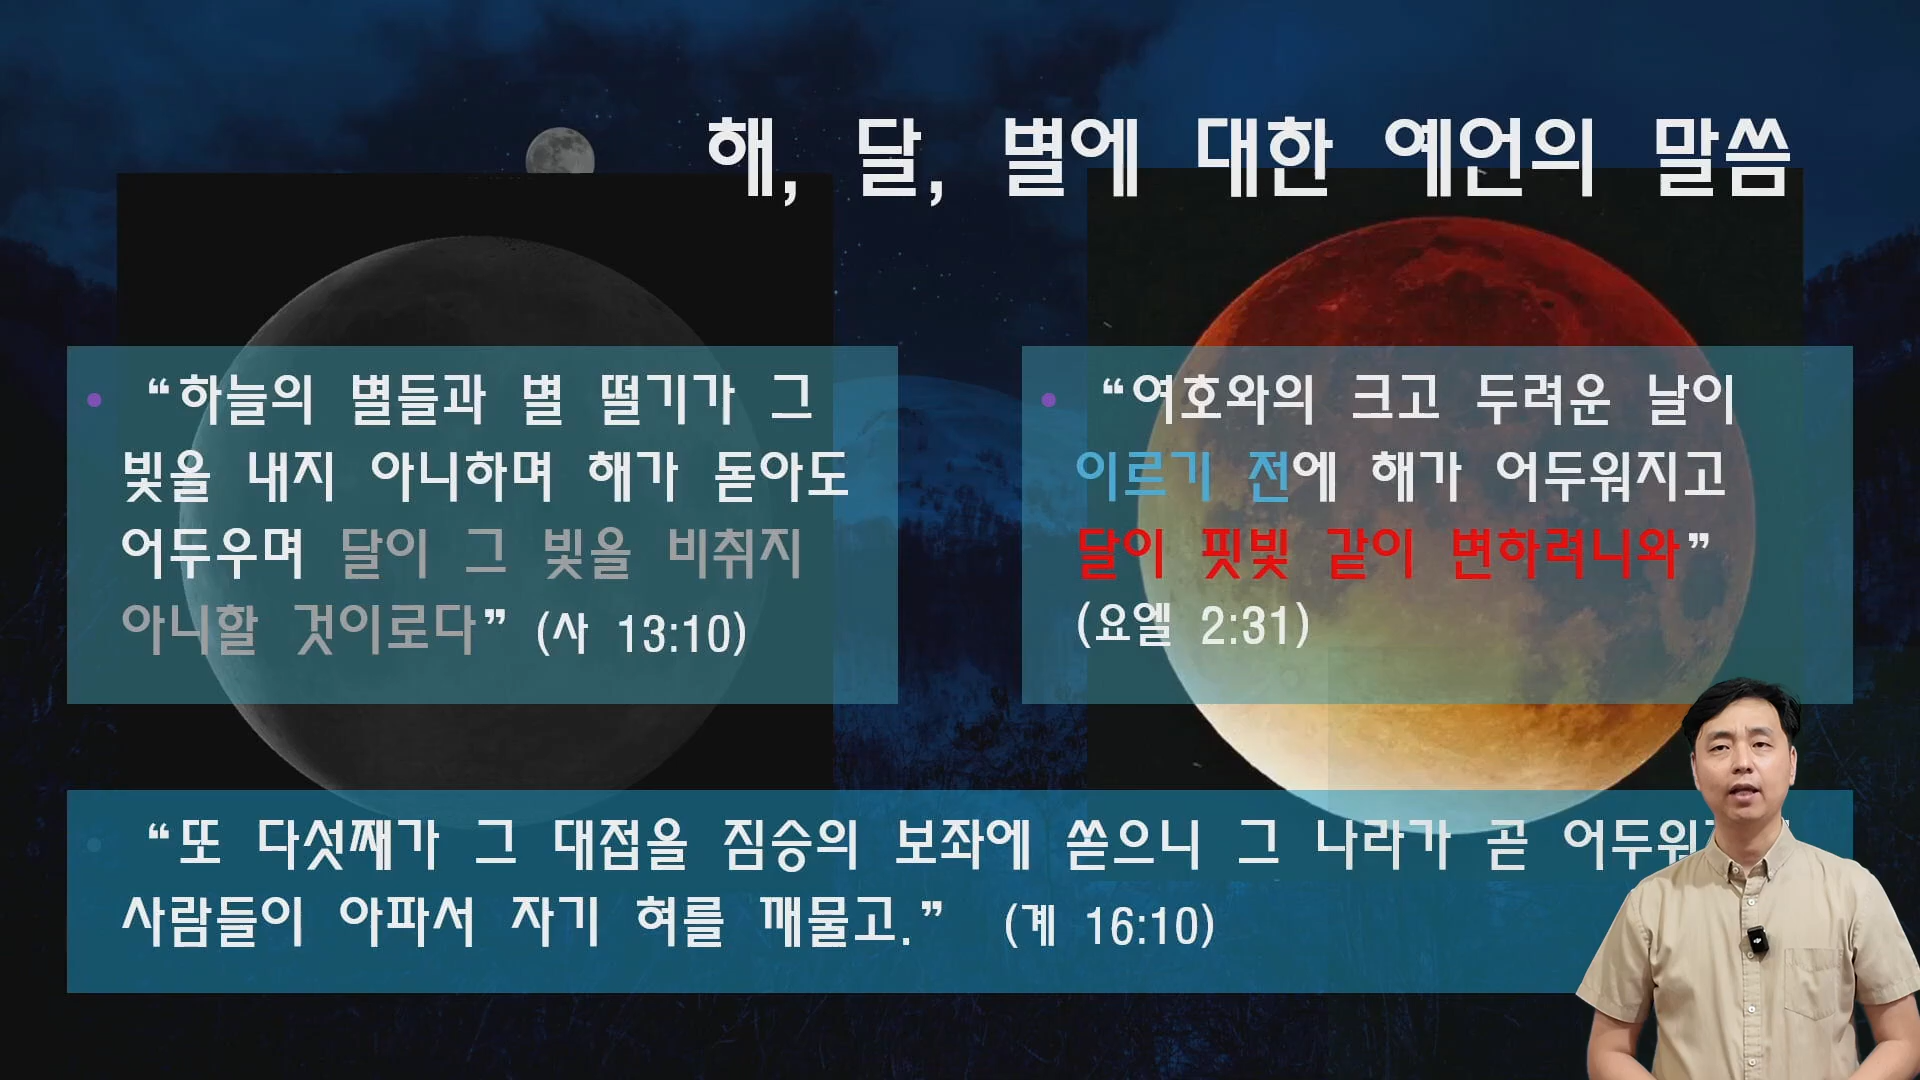 해, 달, 별에 대한 예언의 말씀
“하늘의 별들과 별 떨기가 그
빛을 내지 아니하며 해가 돋아도
어두우며 달이 그 빛을 비취지
아니할 것이로다” (사 13:10)
“여호와의 크고 두려운 날이
이르기 전에 해가 어두워지고
달이 핏빛 같이 변하려니와”
(요엘 2:31)
“또 다섯째가 그 대접을 짐승의 보좌에 쏟으니 그 나라가 곧
사람들이 아파서 자기 혀를 깨물고.” (계 16:10)